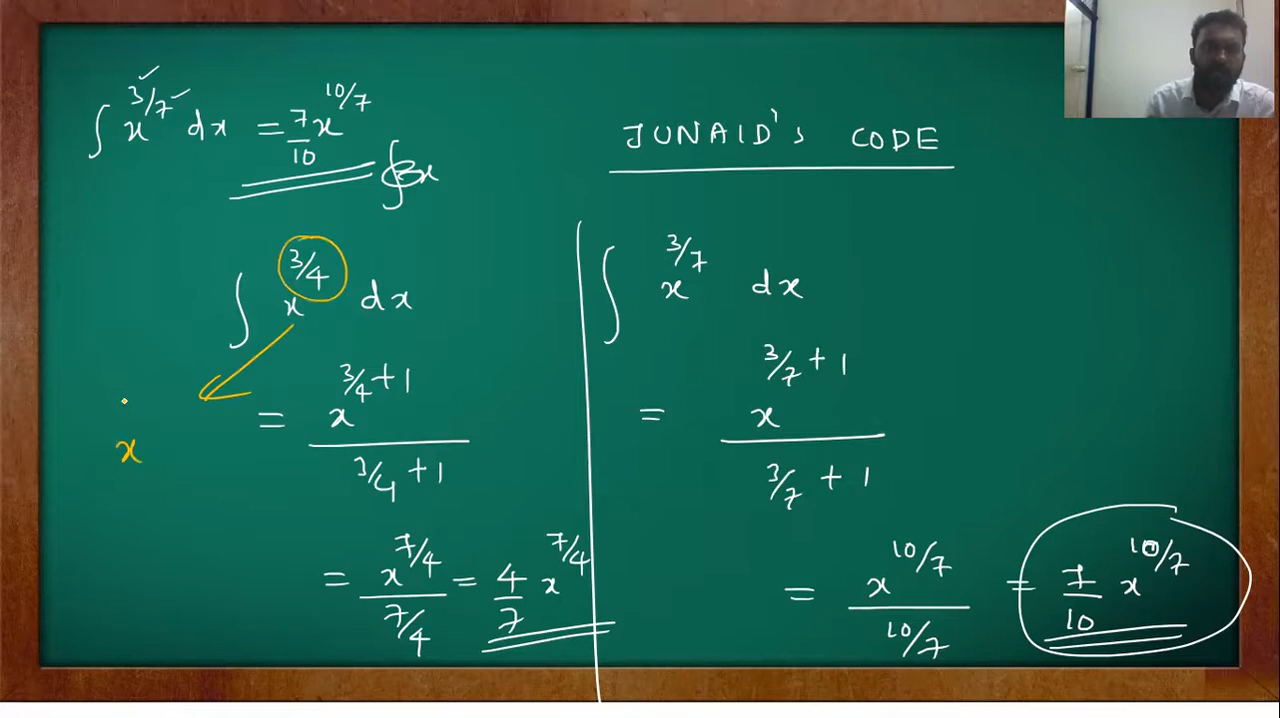 ∫ x^{3/7} dx = 7/10 x^{10/7}
x
JUNAID's CODE
∫ x^{3/4} dx
= x^{3/4 + 1} / (3/4 + 1)
x
= x^{7/4} / (7/4) = 4/7 x^{7/4}
∫ x^{3/7} dx
= x^{3/7 + 1} / (3/7 + 1)
= x^{10/7} / (10/7) = 7/10 x^{10/7}